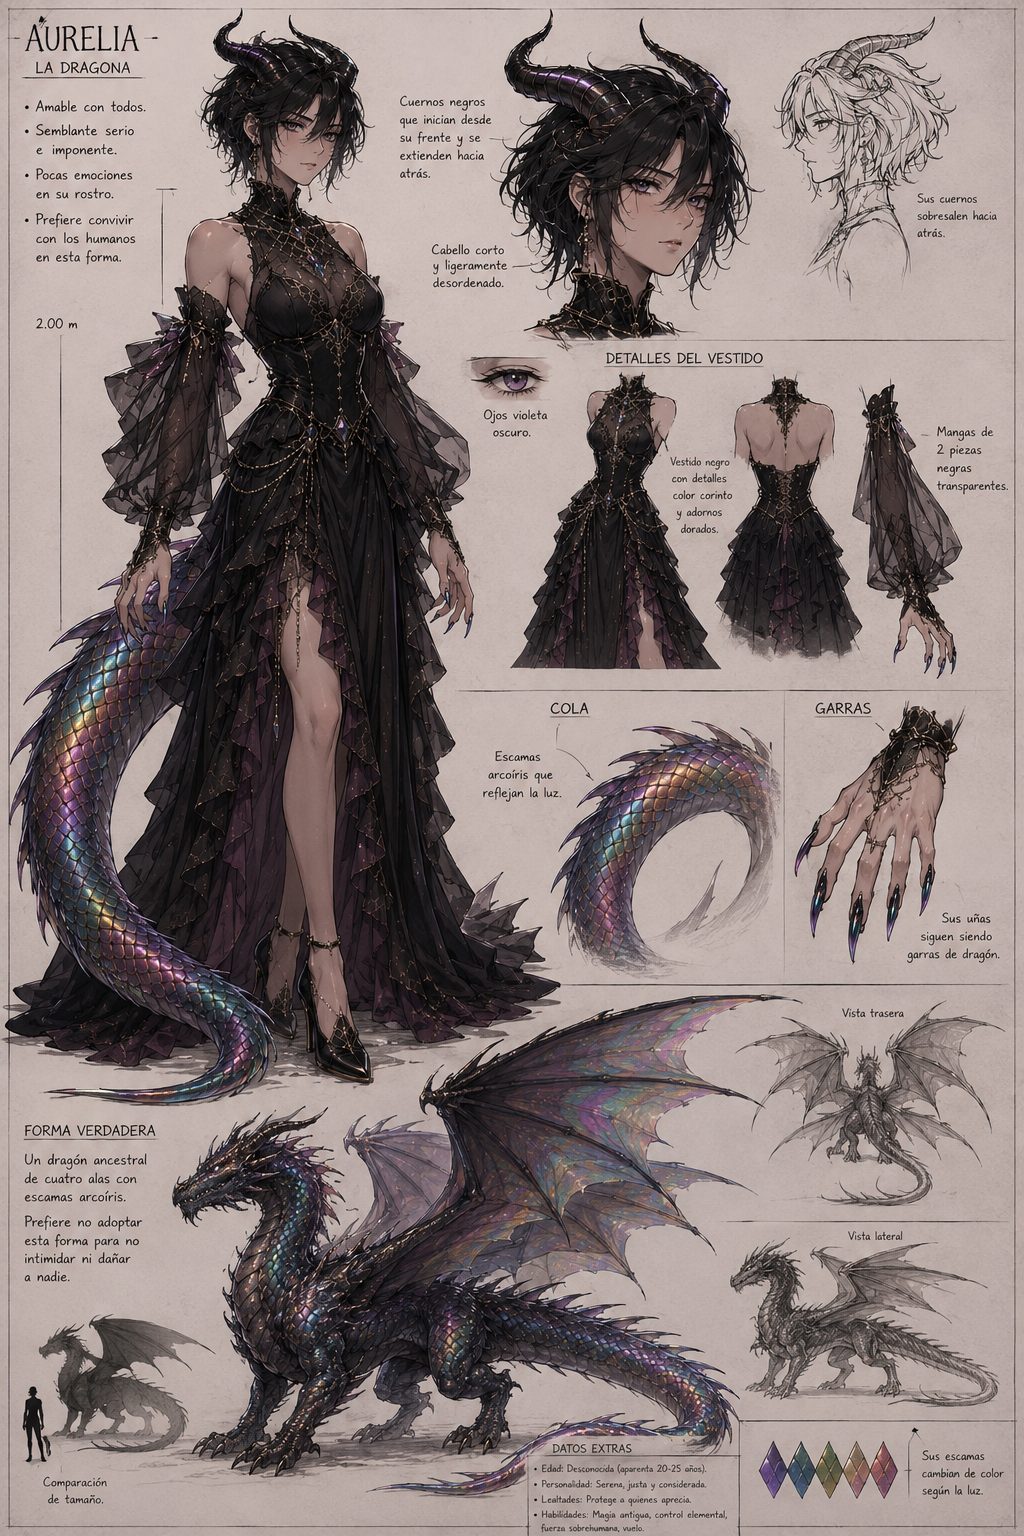 AURELIA
LA DRAGONA
• Amable con todos.
• Semblante serio
e imponente.
• Pocas emociones
en su rostro.
• Prefiere convivir
con los humanos
en esta forma.
2.00 m
Cuernos negros
que inician desde
su frente y se
extienden hacia
atrás.
Cabello corto
y ligeramente
desordenado.
Sus cuernos
sobresalen hacia
atrás.
Ojos violeta
oscuro.
DETALLES DEL VESTIDO
Vestido negro
con detalles
color corinto
y adornos
dorados.
Mangas de
2 piezas
negras
transparentes.
COLA
Escamas
arcoíris que
reflejan la luz.
GARRAS
Sus uñas
siguen siendo
garras de dragón.
FORMA VERDADERA
Un dragón ancestral
de cuatro alas con
escamas arcoíris.
Prefiere no adoptar
esta forma para no
intimidar ni dañar
a nadie.
Comparación
de tamaño.
Vista trasera
Vista lateral
DATOS EXTRAS
• Edad: Desconocida (aparenta 20-25 años).
• Personalidad: Serena, justa y considerada.
• Lealtades: Protege a quienes aprecia.
• Habilidades: Magia antigua, control elemental,
fuerza sobrehumana, vuelo.
Sus escamas
cambian de color
según la luz.